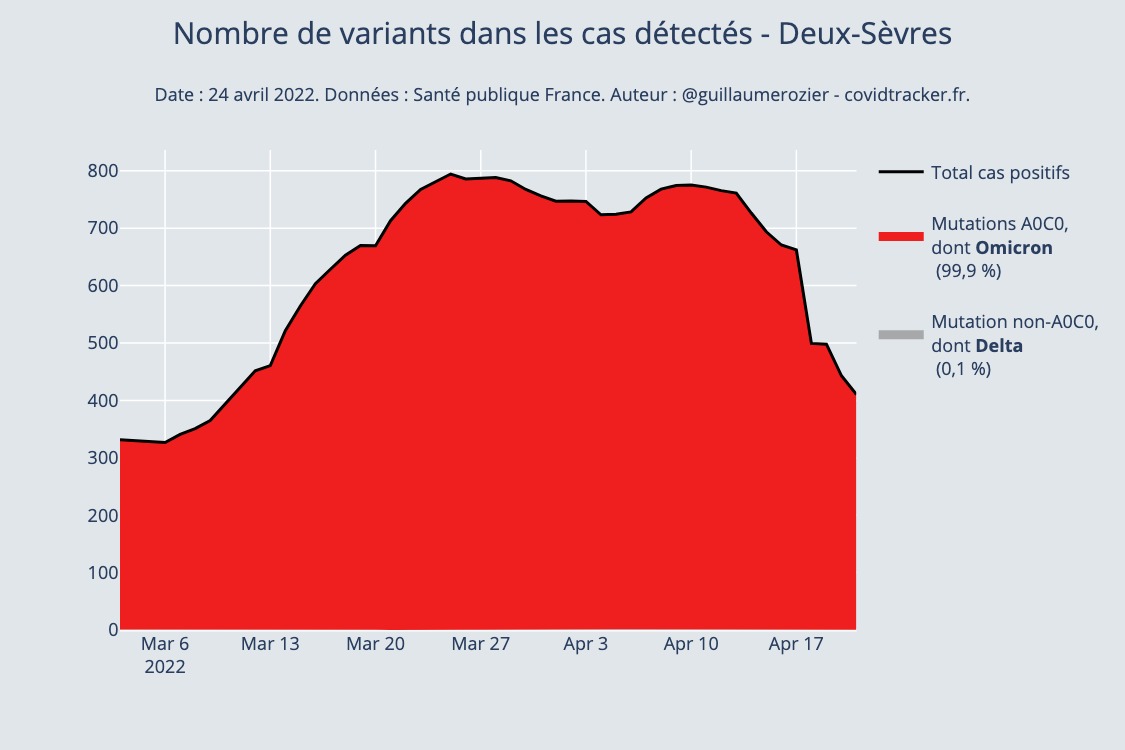 Nombre de variants dans les cas détectés - Deux-Sèvres
Date : 24 avril 2022. Données : Santé publique France. Auteur : @guillaumerozier - covidtracker.fr.
800
700
600
500
400
300
200
100
0
Mar 6
2022
Mar 13
Mar 20
Mar 27
Apr 3
Apr 10
Apr 17
Total cas positifs
Mutations A0C0,
dont Omicron
(99,9 %)
Mutation non-A0C0,
dont Delta
(0,1 %)